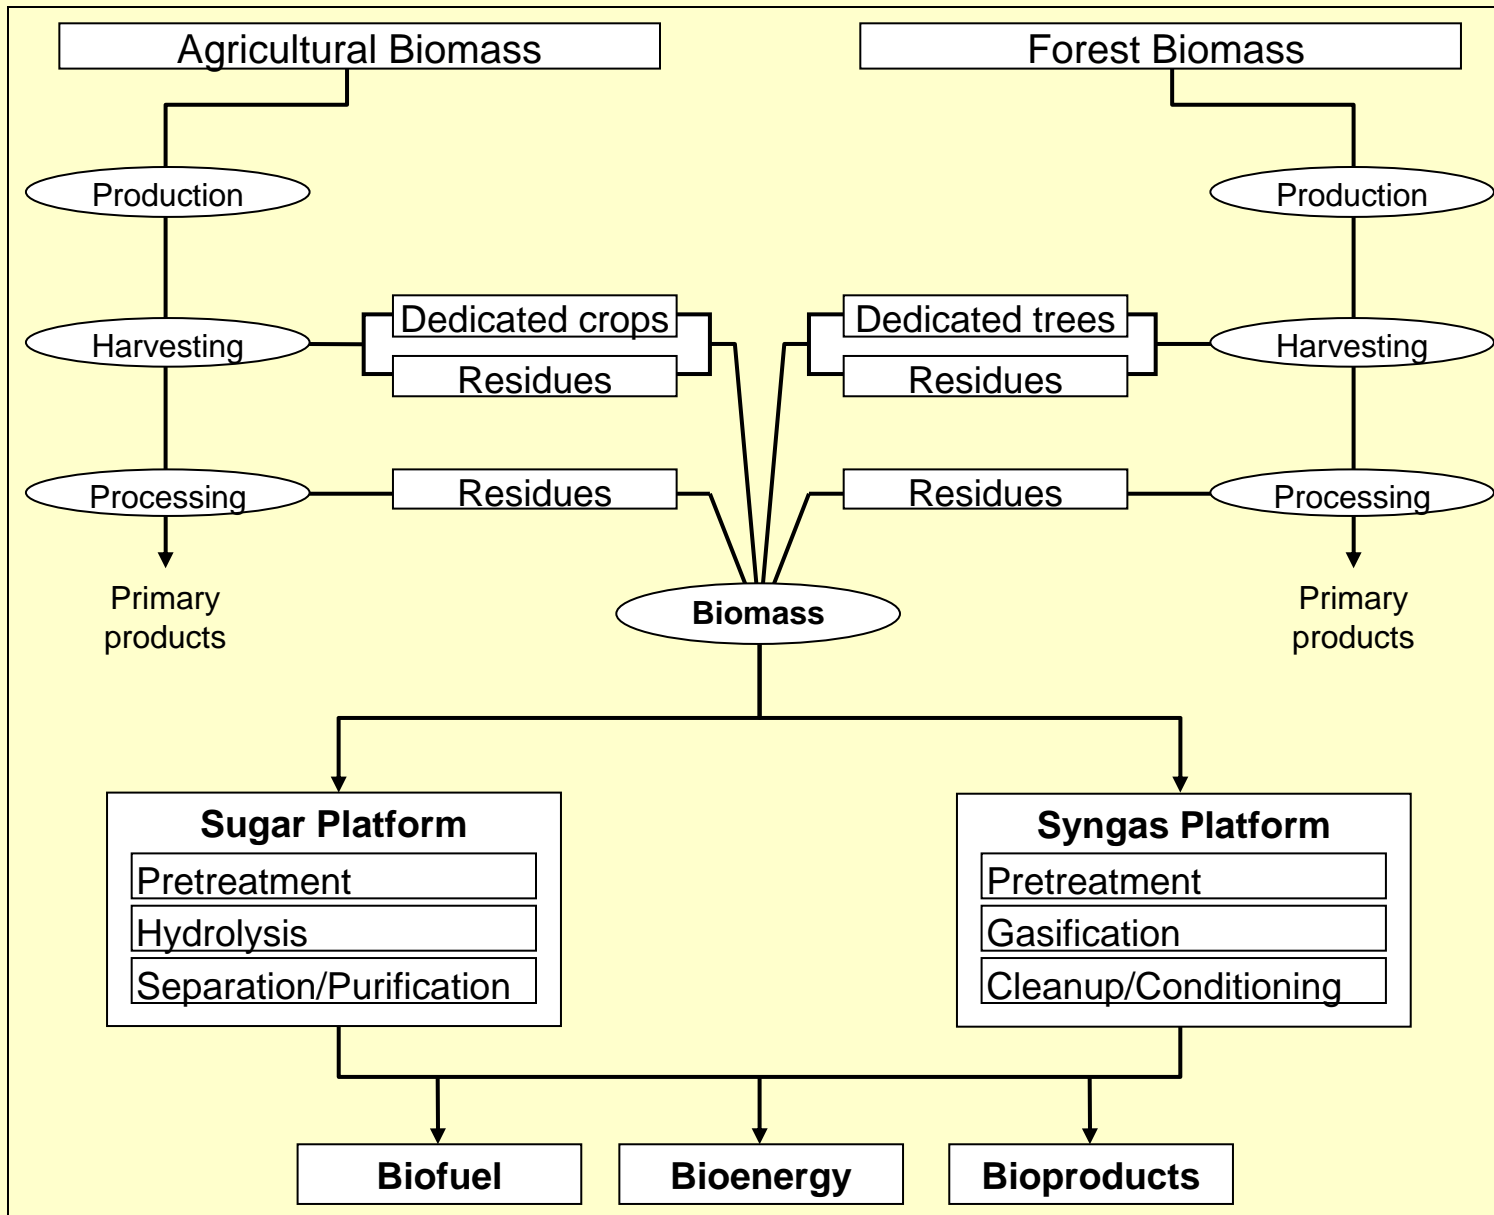 Agricultural Biomass
Forest Biomass
Production
Production
Harvesting
Dedicated crops
Residues
Dedicated trees
Residues
Harvesting
Processing
Residues
Residues
Processing
Primary
products
Biomass
Primary
products
Sugar Platform
Pretreatment
Hydrolysis
Separation/Purification
Syngas Platform
Pretreatment
Gasification
Cleanup/Conditioning
Biofuel
Bioenergy
Bioproducts